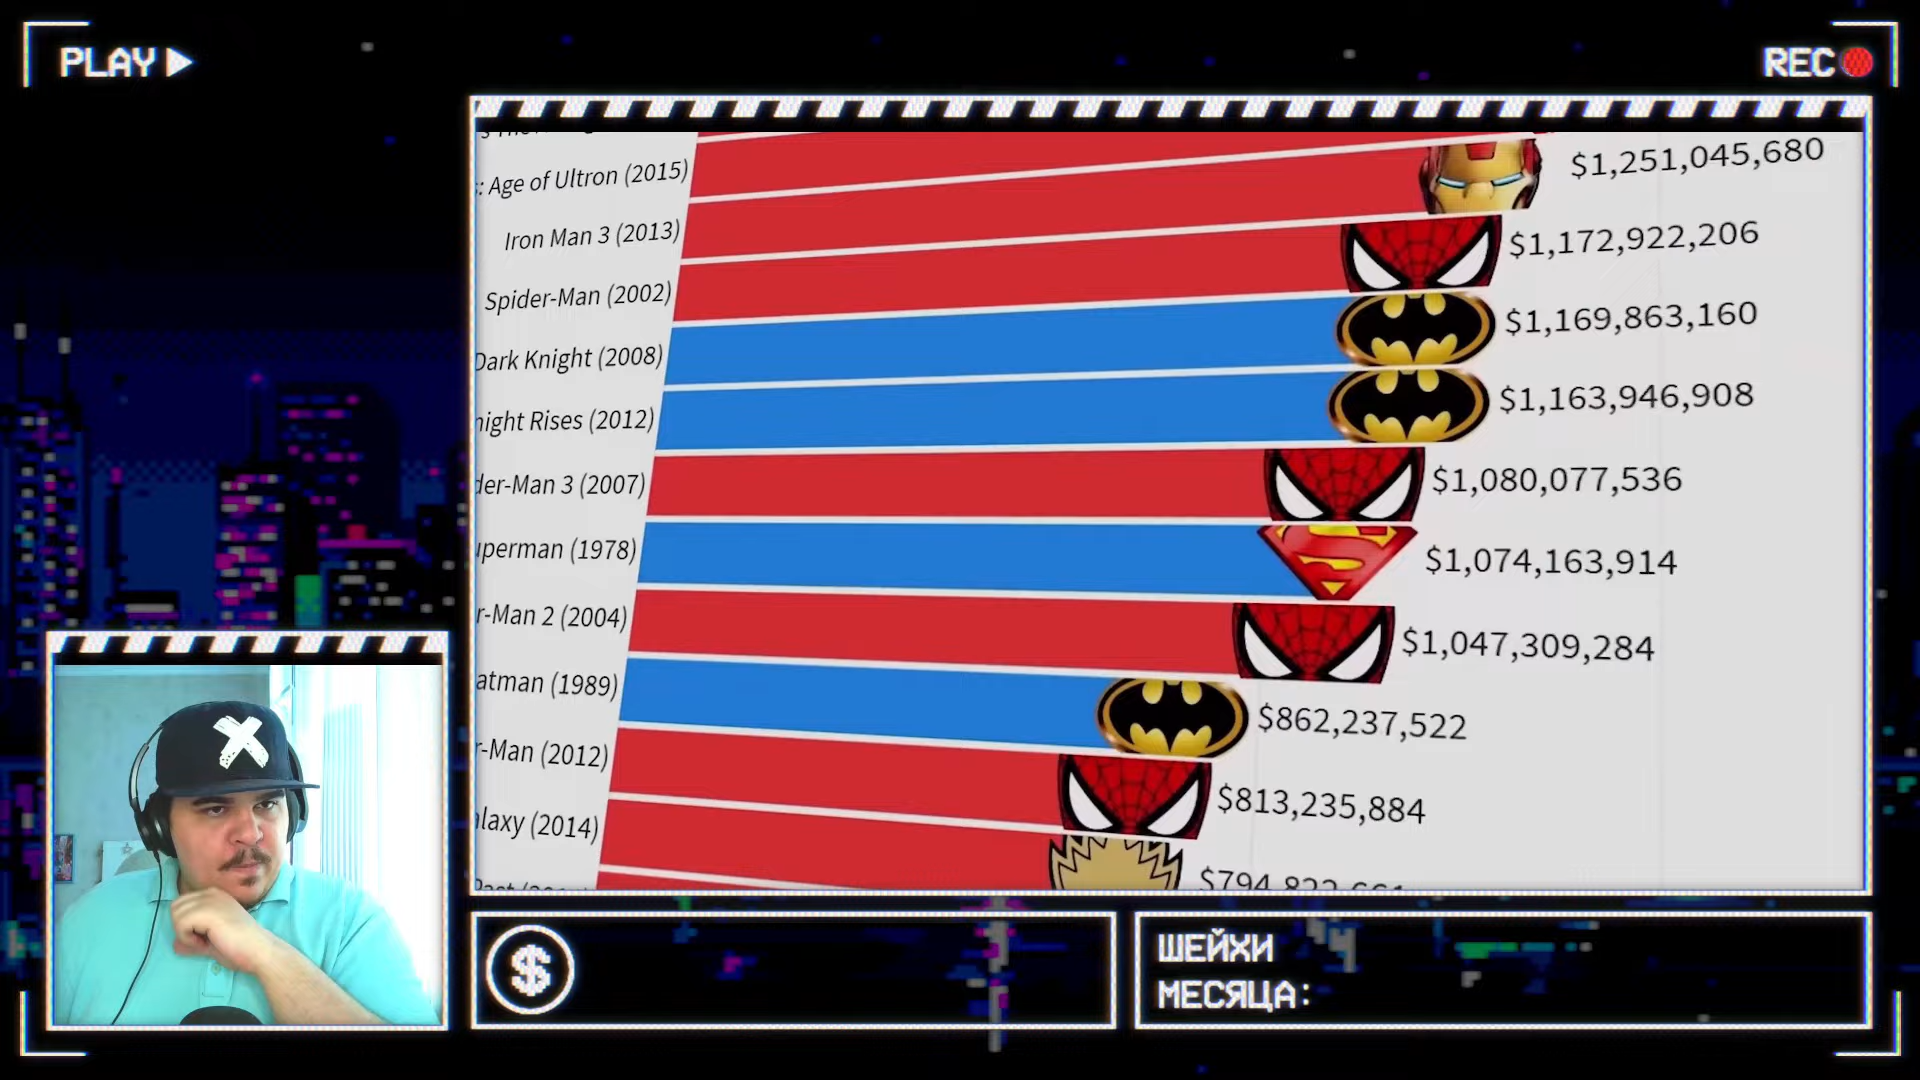 PLAY
REC
: Age of Ultron (2015)
$1,251,045,680
Iron Man 3 (2013)
$1,172,922,206
Spider-Man (2002)
$1,169,863,160
Dark Knight (2008)
$1,163,946,908
night Rises (2012)
$1,080,077,536
der-Man 3 (2007)
$1,074,163,914
uperman (1978)
$1,047,309,284
r-Man 2 (2004)
$862,237,522
atman (1989)
$813,235,884
r-Man (2012)
alaxy (2014)
$
ШЕЙХИ
МЕСЯЦА: